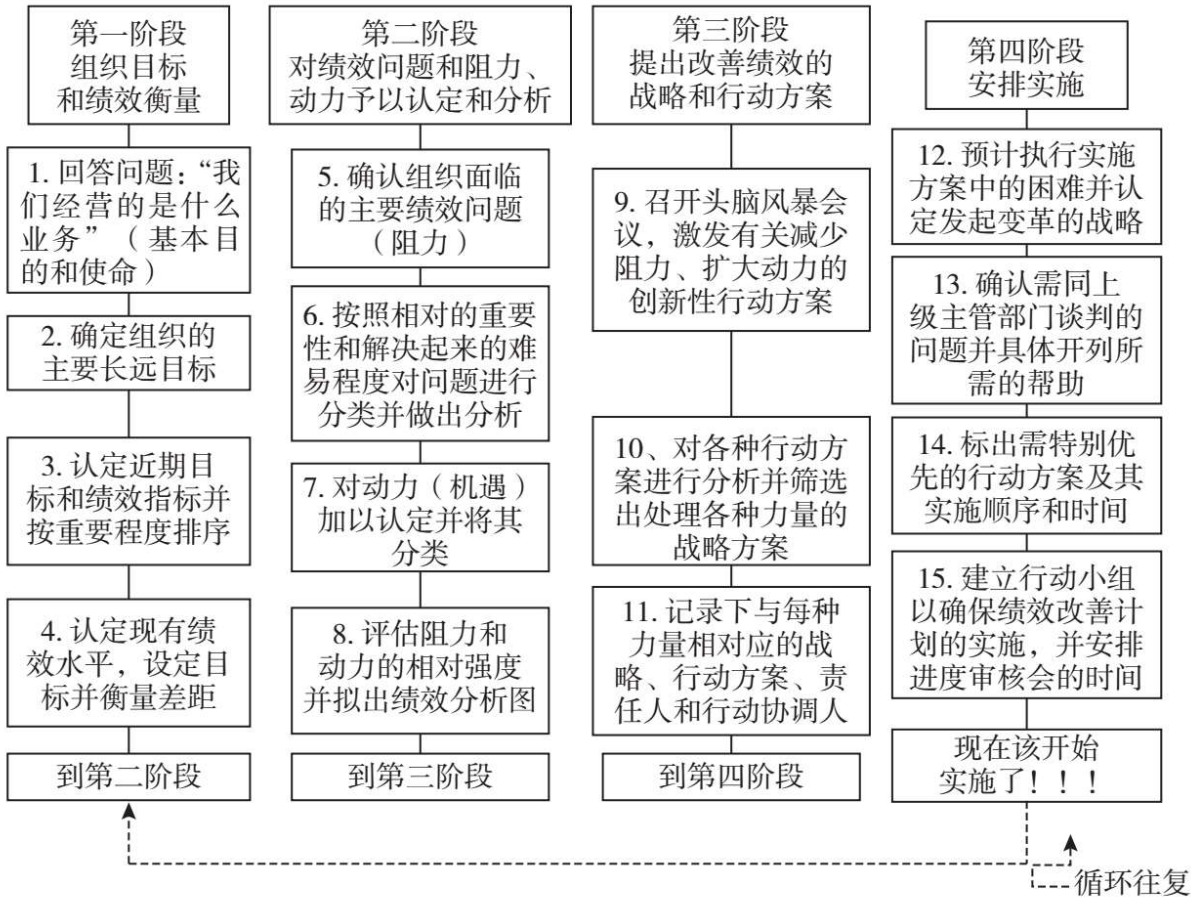 第一阶段
组织目标
和绩效衡量
1. 回答问题：“我
们经营的是什么
业务”（基本目
的和使命）
2. 确定组织的
主要长远目标
3. 认定近期目
标和绩效指标并
按重要程度排序
4. 认定现有绩
效水平，设定目
标并衡量差距
到第二阶段
第二阶段
对绩效问题和阻力、
动力予以认定和分析
5. 确认组织面临
的主要绩效问题
（阻力）
6. 按照相对的重要
性和解决起来的难
易程度对问题进行
分类并做出分析
7. 对动力（机遇）
加以认定并将其
分类
8. 评估阻力和
动力的相对强度
并拟出绩效分析图
到第三阶段
第三阶段
提出改善绩效的
战略和行动方案
9. 召开头脑风暴会
议，激发有关减少
阻力、扩大动力的
创新性行动方案
10、对各种行动方
案进行分析并筛选
出处理各种力量的
战略方案
11. 记录下与每种
力量相对应的战
略、行动方案、责
任人和行动协调人
到第四阶段
第四阶段
安排实施
12. 预计执行实施
方案中的困难并认
定发起变革的战略
13. 确认需同上
级主管部门谈判的
问题并具体开列所
需的帮助
14. 标出需特别优
先的行动方案及其
实施顺序和时间
15. 建立行动小组
以确保绩效改善计
划的实施，并安排
进度审核会的时间
现在该开始
实施了！！！
循环往复